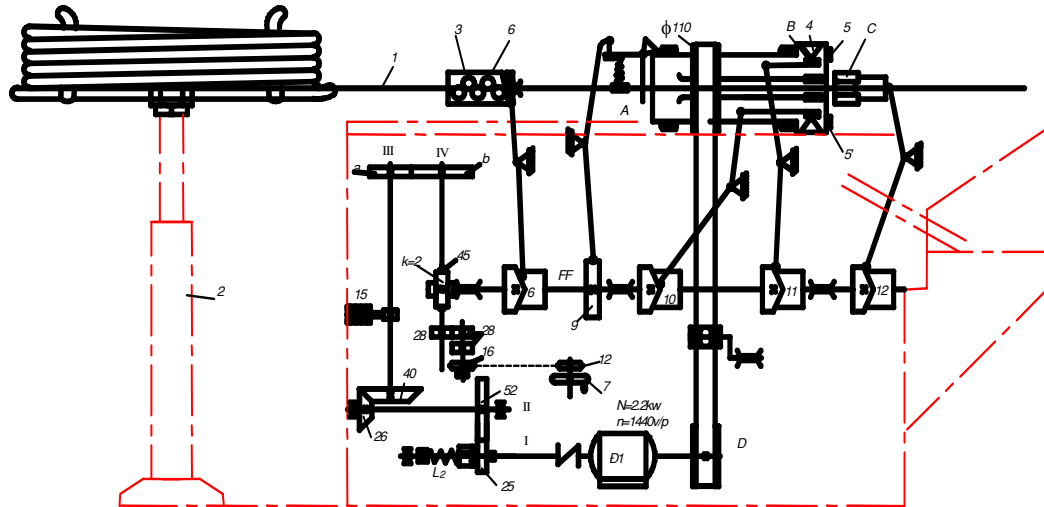 3 6 ϕ110 B 4 5 C
1
A
5
III IV
a b
k=2 45
FF
2
15
6 10 11 12
9
28 28
16 12
7
40
52
N=2.2kw
n=1440v/p
II
26
I
D
Đ1
L2
25